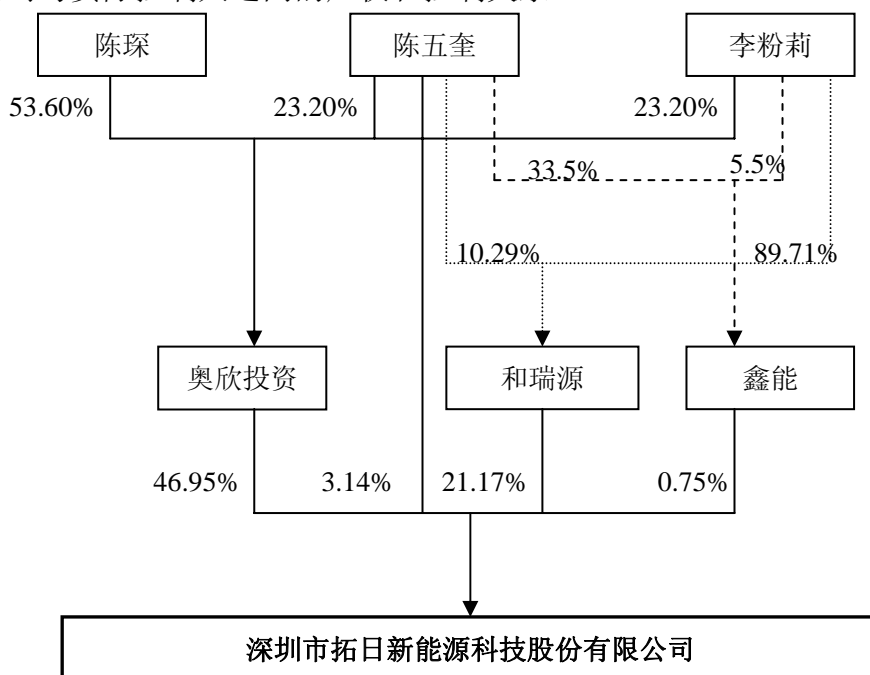 陈琛 陈五奎 李粉莉
53.60% 23.20% 23.20%
33.5% 5.5%
10.29% 89.71%
奥欣投资 和瑞源 鑫能
46.95% 3.14% 21.17% 0.75%
深圳市拓日新能源科技股份有限公司